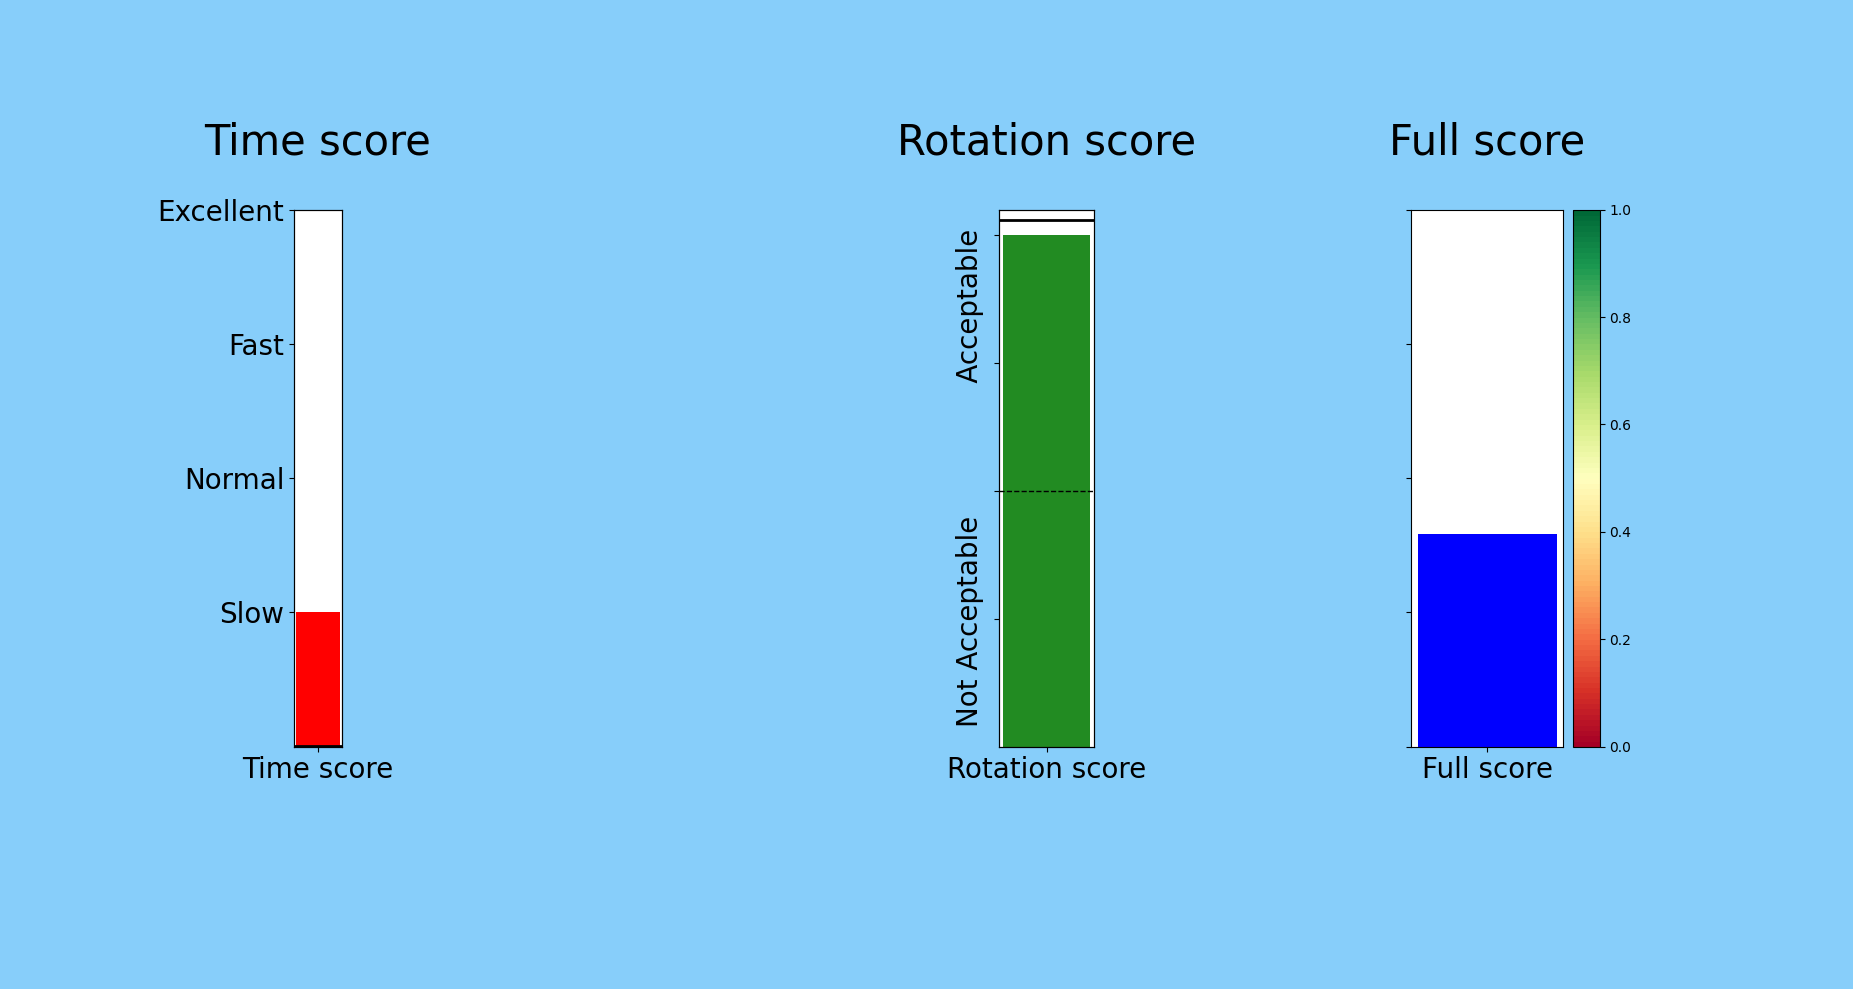 Time score
Excellent
Fast
Normal
Slow
Time score
Rotation score
Acceptable
Not Acceptable
Rotation score
Full score
1.0
0.8
0.6
0.4
0.2
0.0
Full score